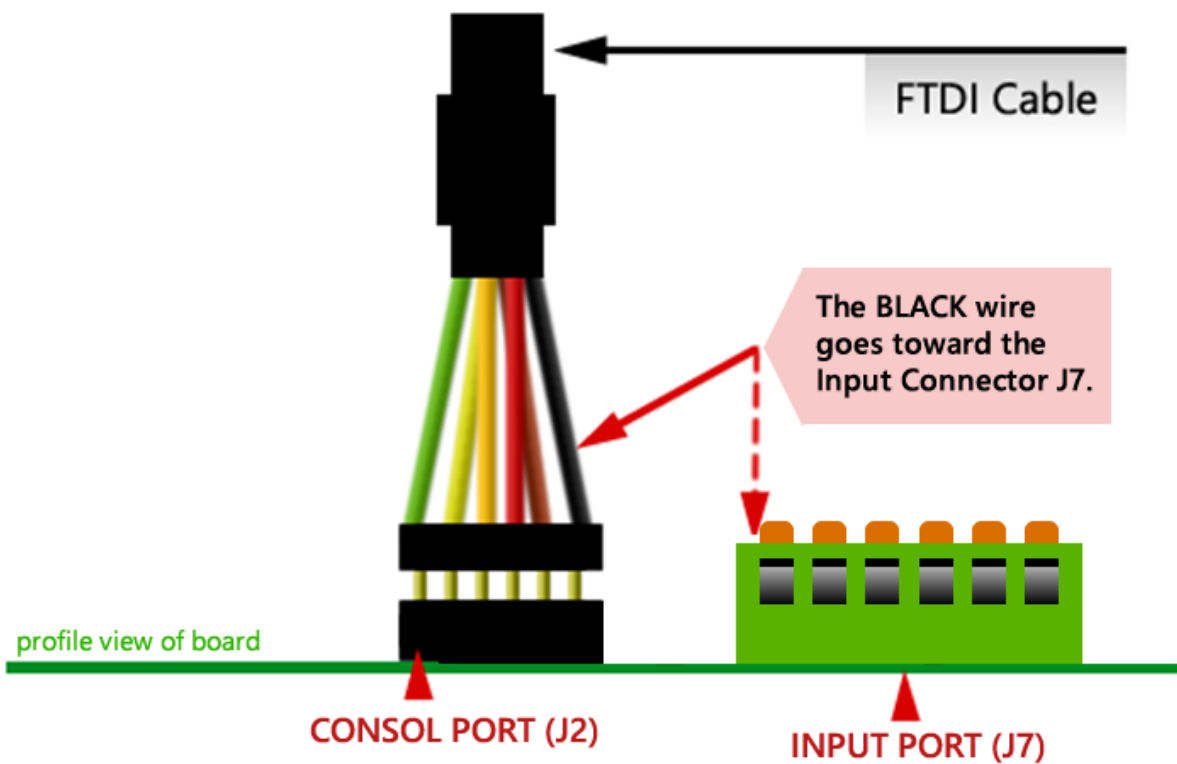 FTDI Cable
The BLACK wire
goes toward the
Input Connector J7.
profile view of board
CONSOL PORT (J2)
INPUT PORT (J7)